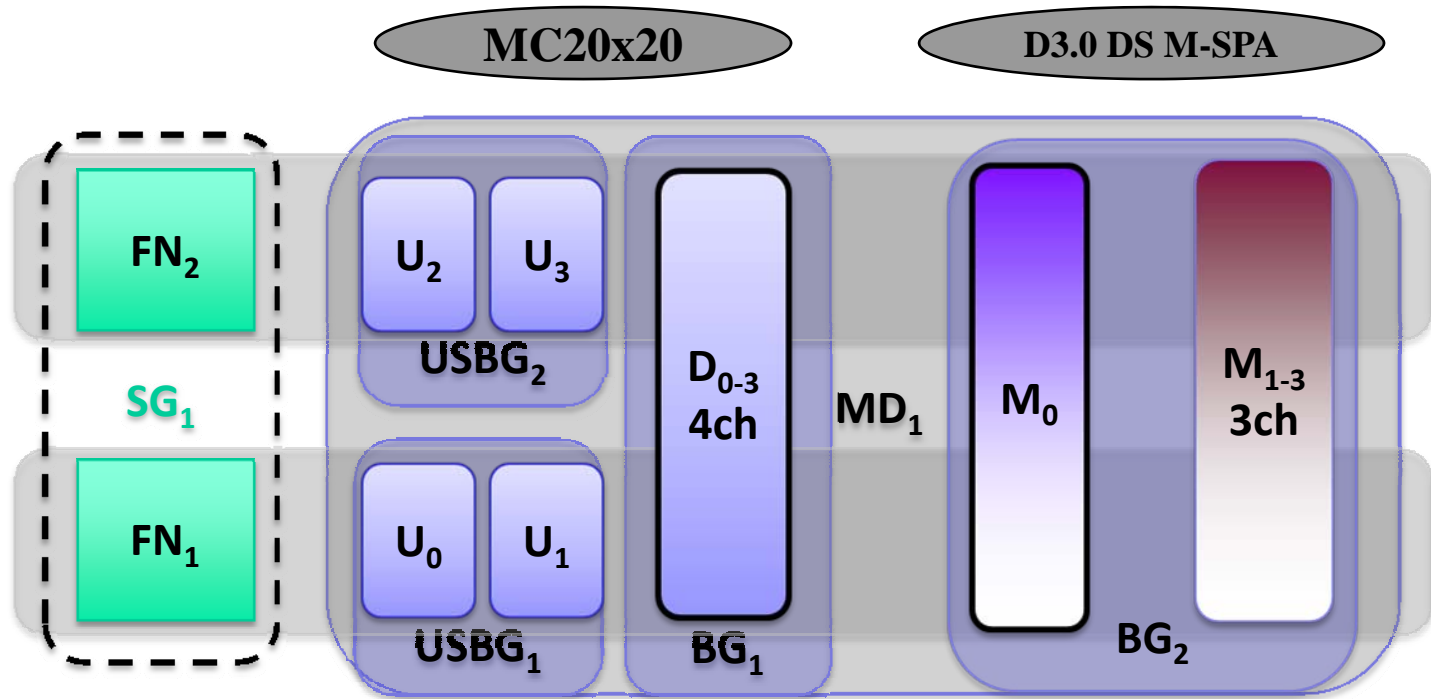 MC20x20
D3.0 DS M-SPA
FN₂
U₂
U₃
USBG₂
SG₁
D₀₋₃
4ch
MD₁
M₀
M₁₋₃
3ch
FN₁
U₀
U₁
USBG₁
BG₁
BG₂